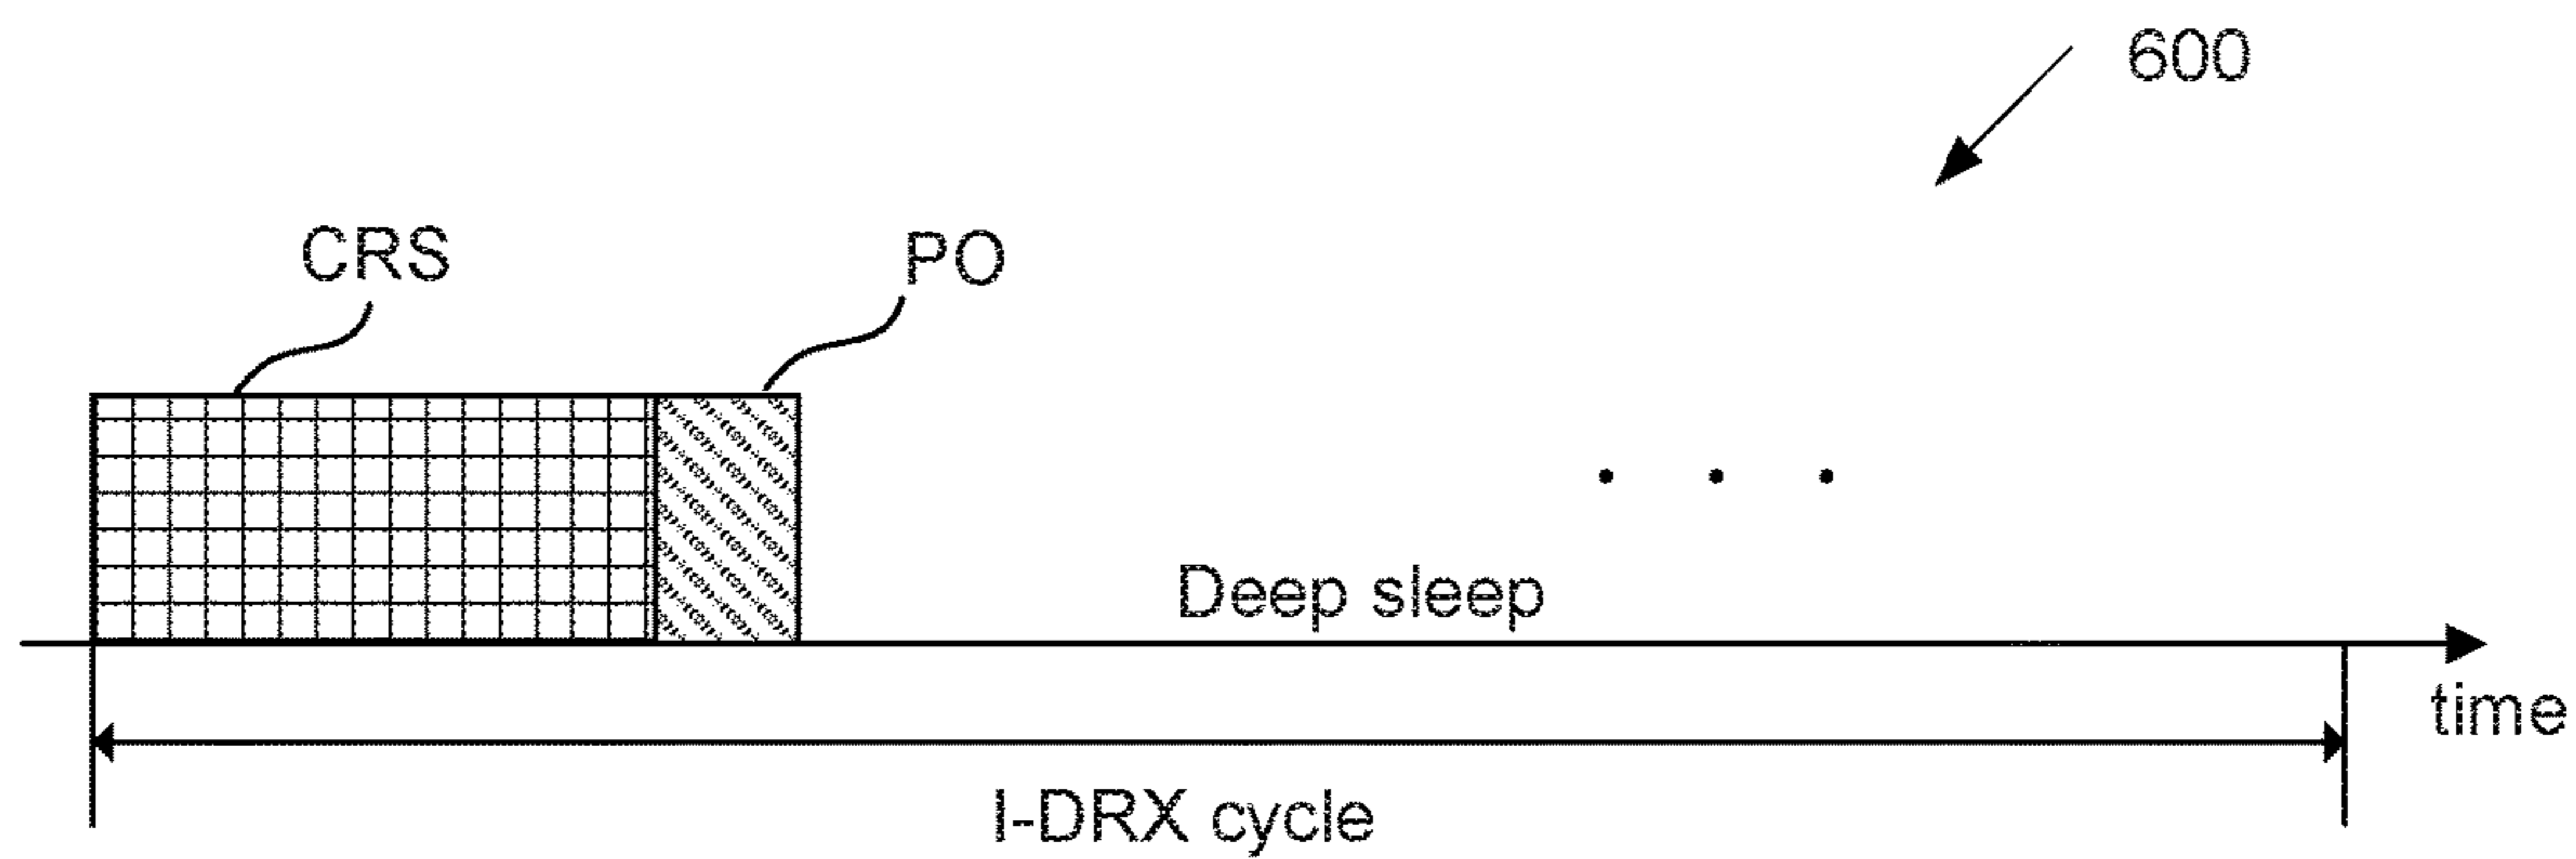 600
CRS
PO
. . .
Deep sleep
time
I-DRX cycle